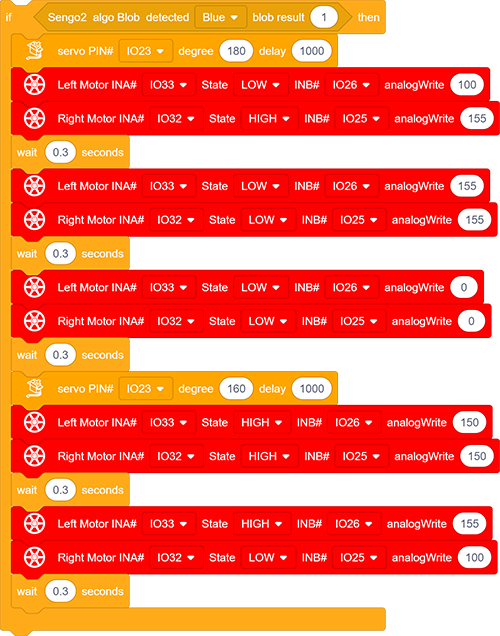 if Sengo2 algo Blob detected Blue blob result 1 then
servo PIN# IO23 degree 180 delay 1000
Left Motor INA# IO33 State LOW INB# IO26 analogWrite 100
Right Motor INA# IO32 State HIGH INB# IO25 analogWrite 155
wait 0.3 seconds
Left Motor INA# IO33 State LOW INB# IO26 analogWrite 155
Right Motor INA# IO32 State LOW INB# IO25 analogWrite 155
wait 0.3 seconds
Left Motor INA# IO33 State LOW INB# IO26 analogWrite 0
Right Motor INA# IO32 State LOW INB# IO25 analogWrite 0
wait 0.3 seconds
servo PIN# IO23 degree 160 delay 1000
Left Motor INA# IO33 State HIGH INB# IO26 analogWrite 150
Right Motor INA# IO32 State HIGH INB# IO25 analogWrite 150
wait 0.3 seconds
Left Motor INA# IO33 State HIGH INB# IO26 analogWrite 155
Right Motor INA# IO32 State LOW INB# IO25 analogWrite 100
wait 0.3 seconds